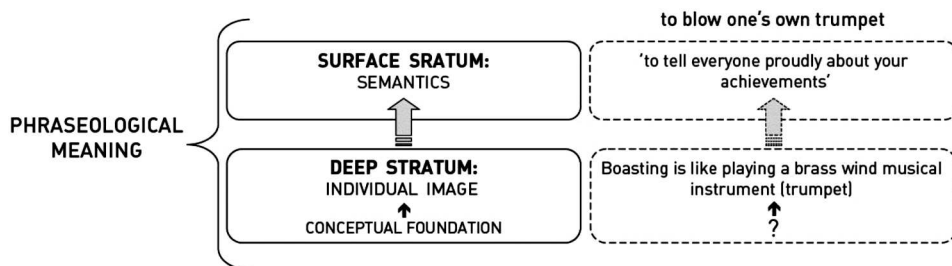 to blow one's own trumpet
SURFACE SRATUM:
SEMANTICS
'to tell everyone proudly about your
achievements'
PHRASEOLOGICAL
MEANING
DEEP STRATUM:
INDIVIDUAL IMAGE
CONCEPTUAL FOUNDATION
Boasting is like playing a brass wind musical
instrument (trumpet)
?